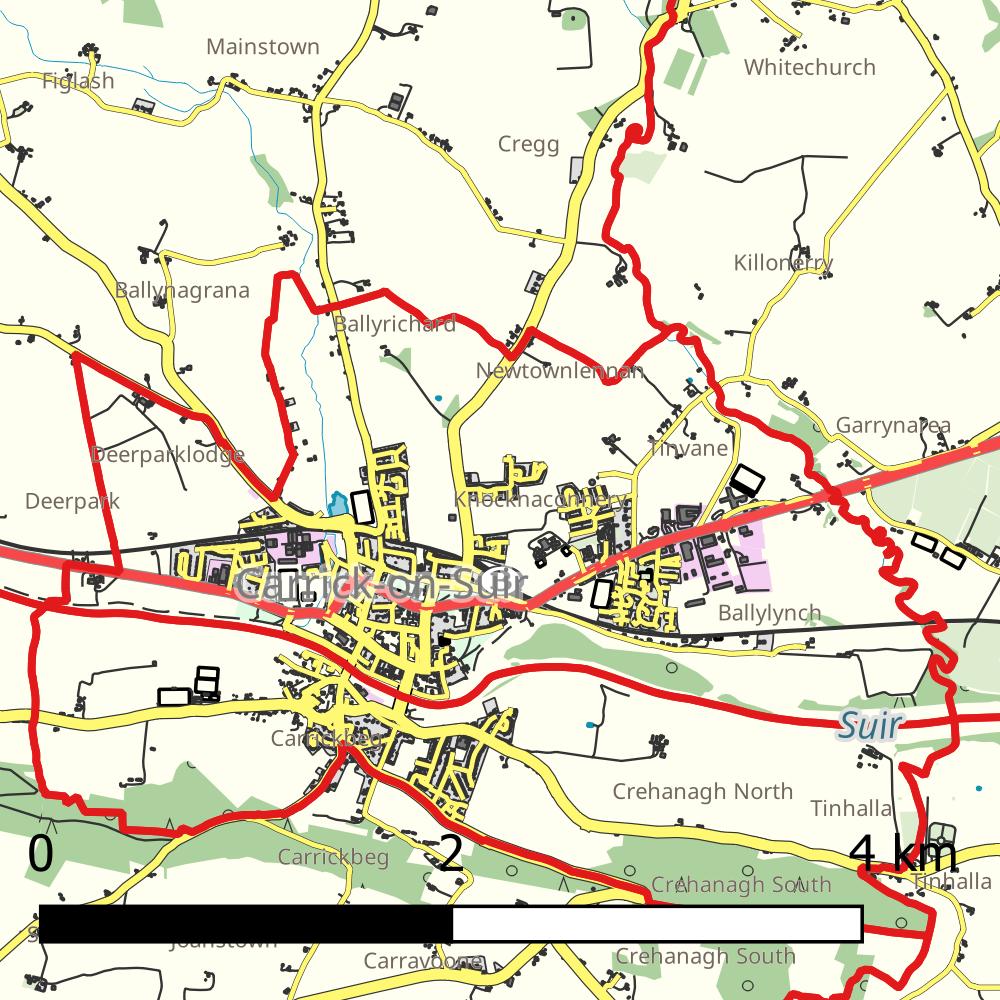 Mainstown
Whitechurch
Figlash
Cregg
Killonerry
Ballynagrana
Ballyrichard
Newtownlennan
Garrynarea
Tinvane
Deerparklodge
Deerpark
Knocknaconnery
Carrick-on-Suir
Ballylynch
Suir
Carrickbeg
Crehanagh North
Tinhalla
0
2
4 km
Carrickbeg
Crehanagh South
Tinhalla
Joanstown
Carravoone
Crehanagh South